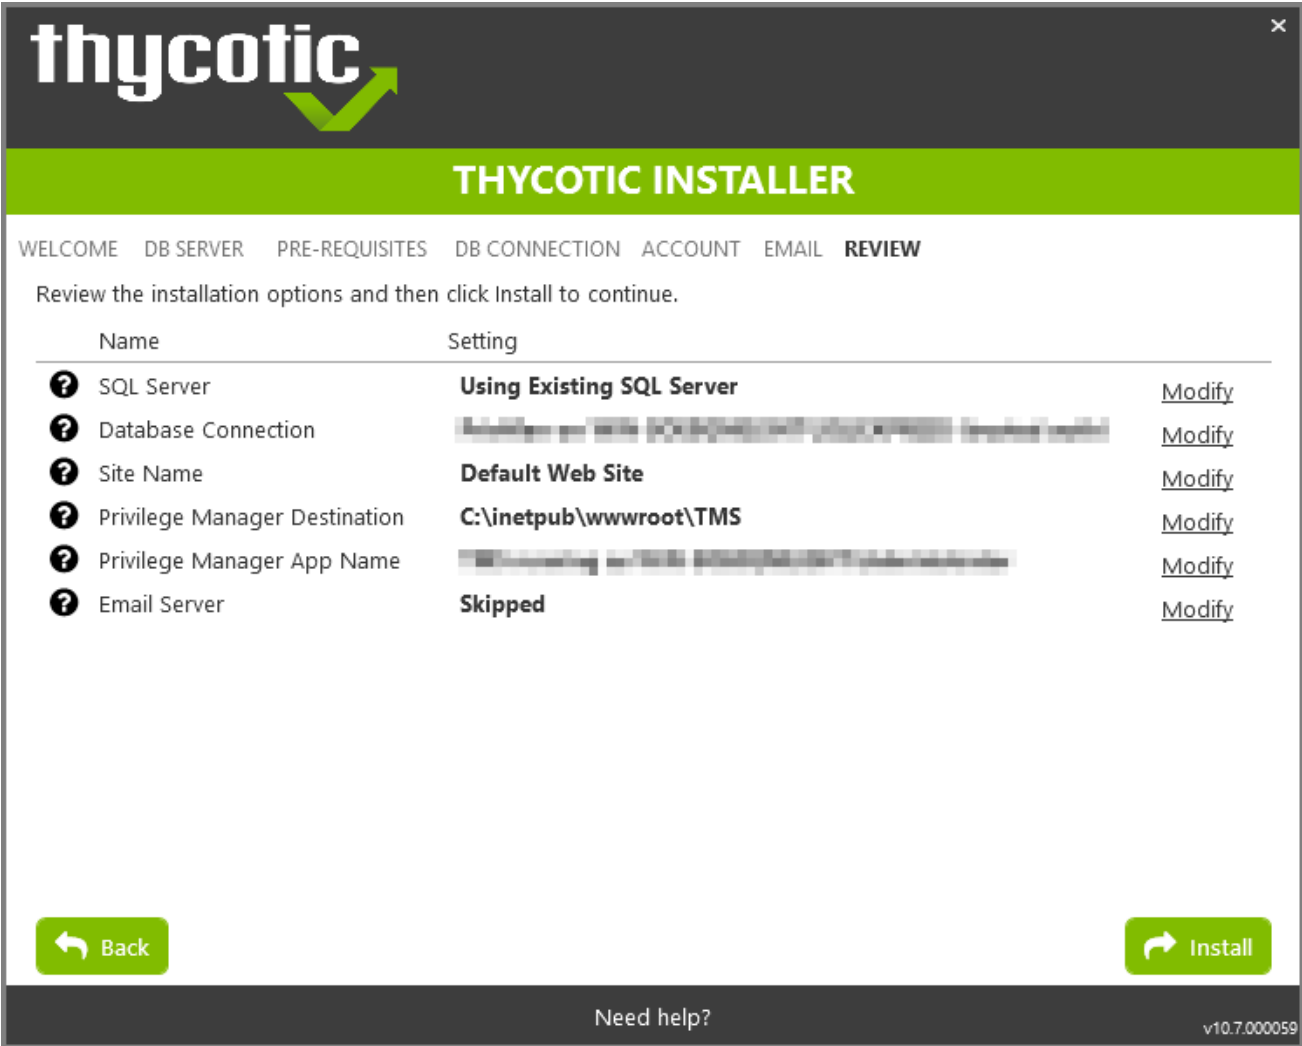 thycotic
×
THYCOTIC INSTALLER
WELCOME DB SERVER PRE-REQUISITES DB CONNECTION ACCOUNT EMAIL REVIEW
Review the installation options and then click Install to continue.
Name Setting
? SQL Server Using Existing SQL Server Modify
? Database Connection Modify
? Site Name Default Web Site Modify
? Privilege Manager Destination C:\inetpub\wwwroot\TMS Modify
? Privilege Manager App Name Modify
? Email Server Skipped Modify
Back Install
Need help?
v10.7.000059